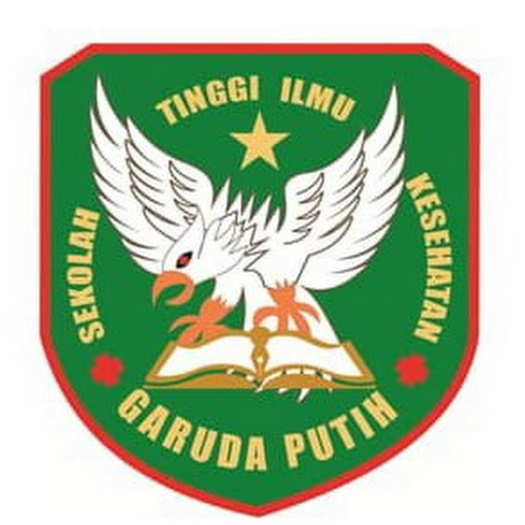 SEKOLAH
TINGGI ILMU
KESEHATAN
GARUDA PUTIH